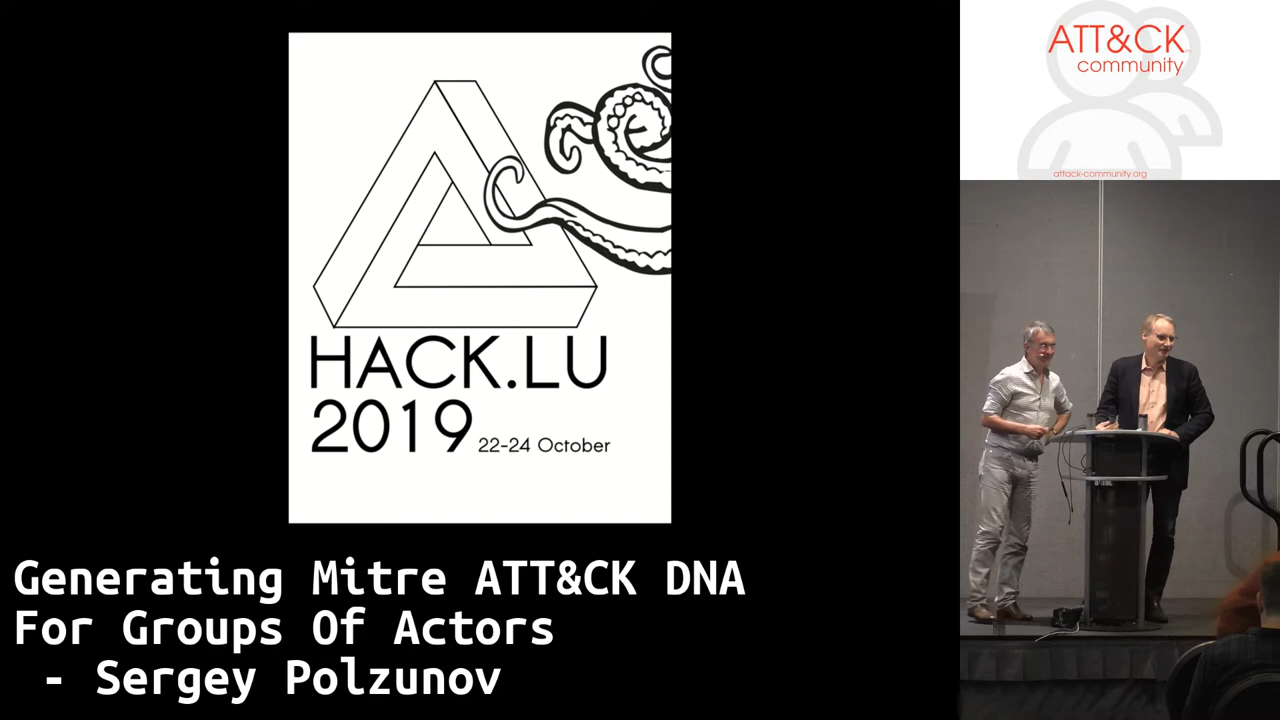 HACK.LU
2019 22-24 October
Generating Mitre ATT&CK DNA
For Groups Of Actors
- Sergey Polzunov
ATT&CK
community
attack-community.org